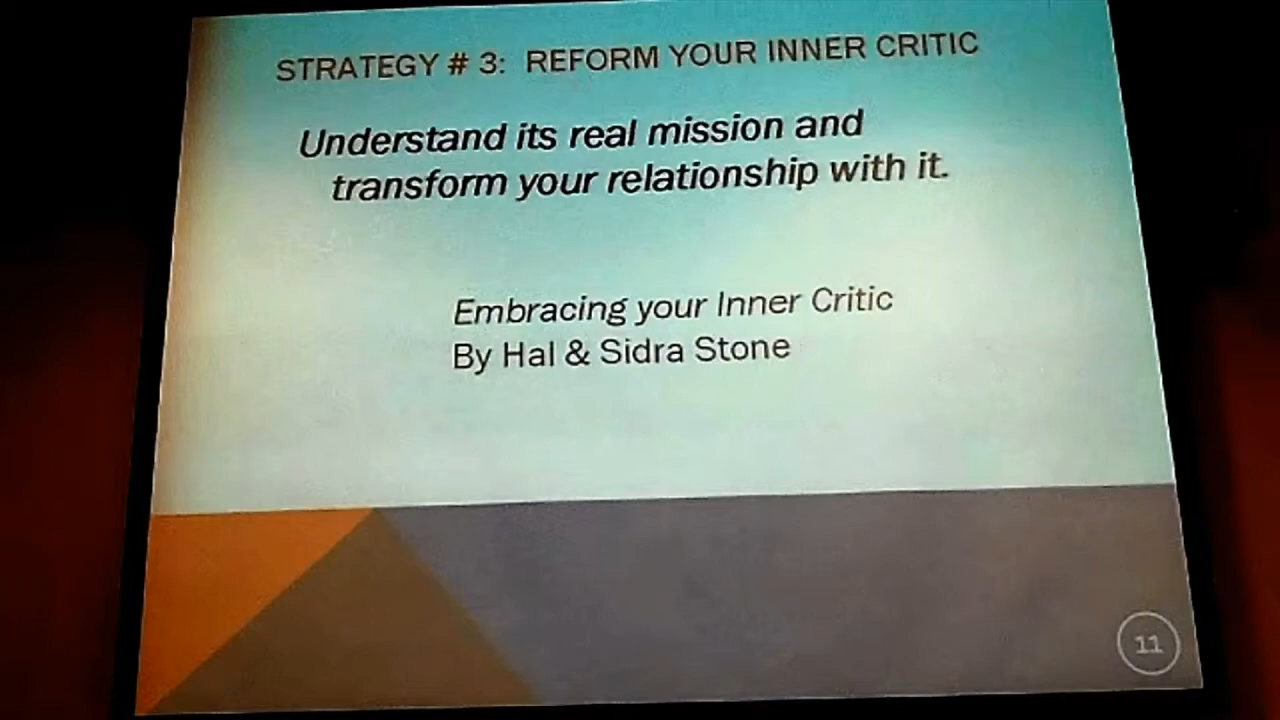 STRATEGY # 3: REFORM YOUR INNER CRITIC
Understand its real mission and
transform your relationship with it.
Embracing your Inner Critic
By Hal & Sidra Stone
11